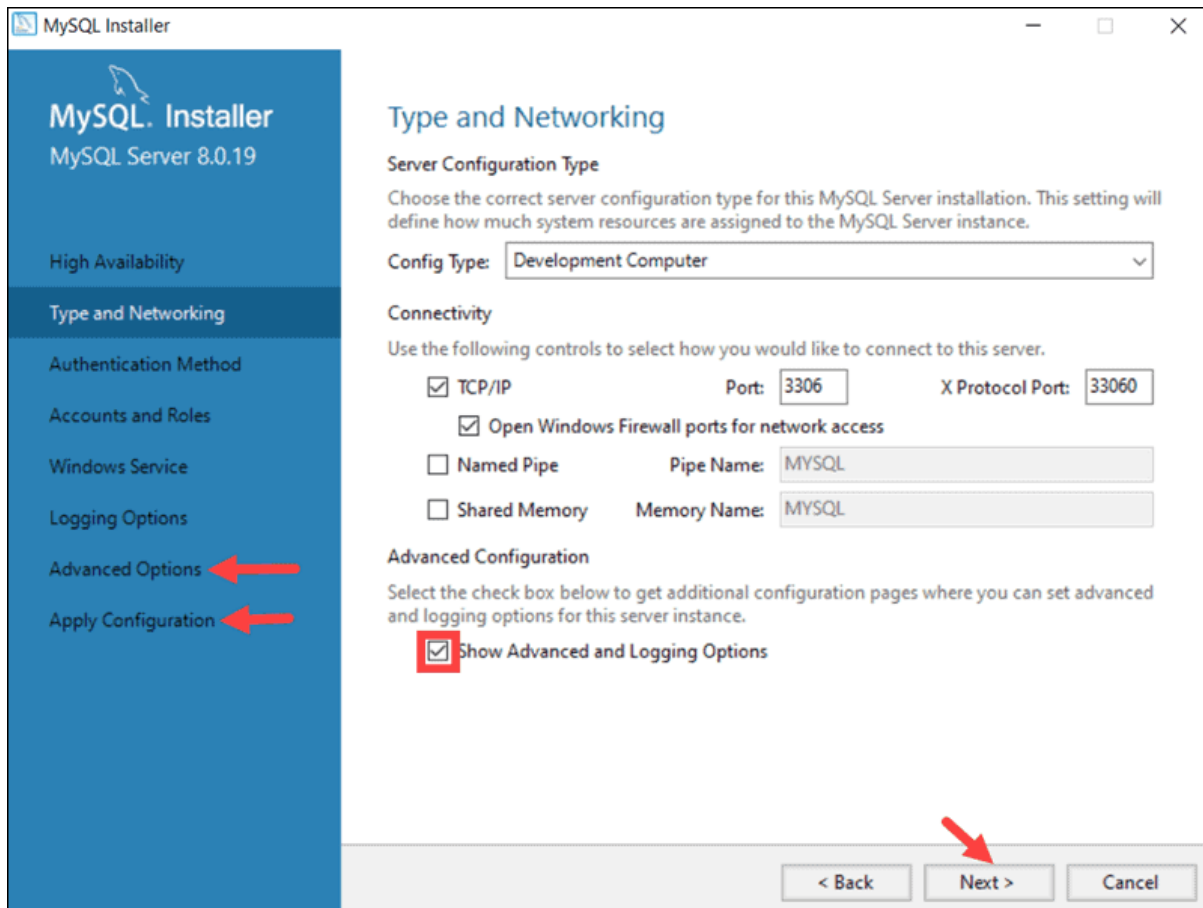 MySQL Installer
MySQL. Installer
MySQL Server 8.0.19
High Availability
Type and Networking
Authentication Method
Accounts and Roles
Windows Service
Logging Options
Advanced Options
Apply Configuration
Type and Networking
Server Configuration Type
Choose the correct server configuration type for this MySQL Server installation. This setting will
define how much system resources are assigned to the MySQL Server instance.
Config Type: Development Computer
Connectivity
Use the following controls to select how you would like to connect to this server.
TCP/IP Port: 3306 X Protocol Port: 33060
Open Windows Firewall ports for network access
Named Pipe Pipe Name: MYSQL
Shared Memory Memory Name: MYSQL
Advanced Configuration
Select the check box below to get additional configuration pages where you can set advanced
and logging options for this server instance.
Show Advanced and Logging Options
< Back Next > Cancel